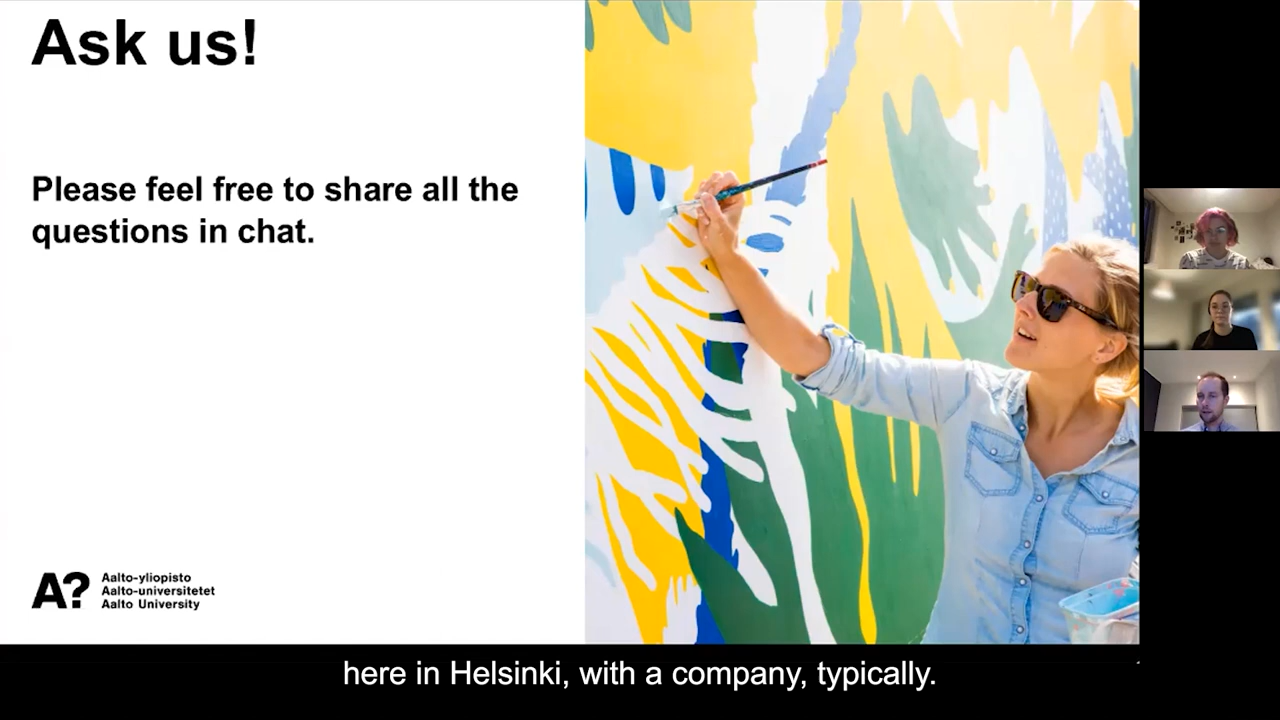 Ask us!
Please feel free to share all the
questions in chat.
A?
Aalto-yliopisto
Aalto-universitetet
Aalto University
here in Helsinki, with a company, typically.